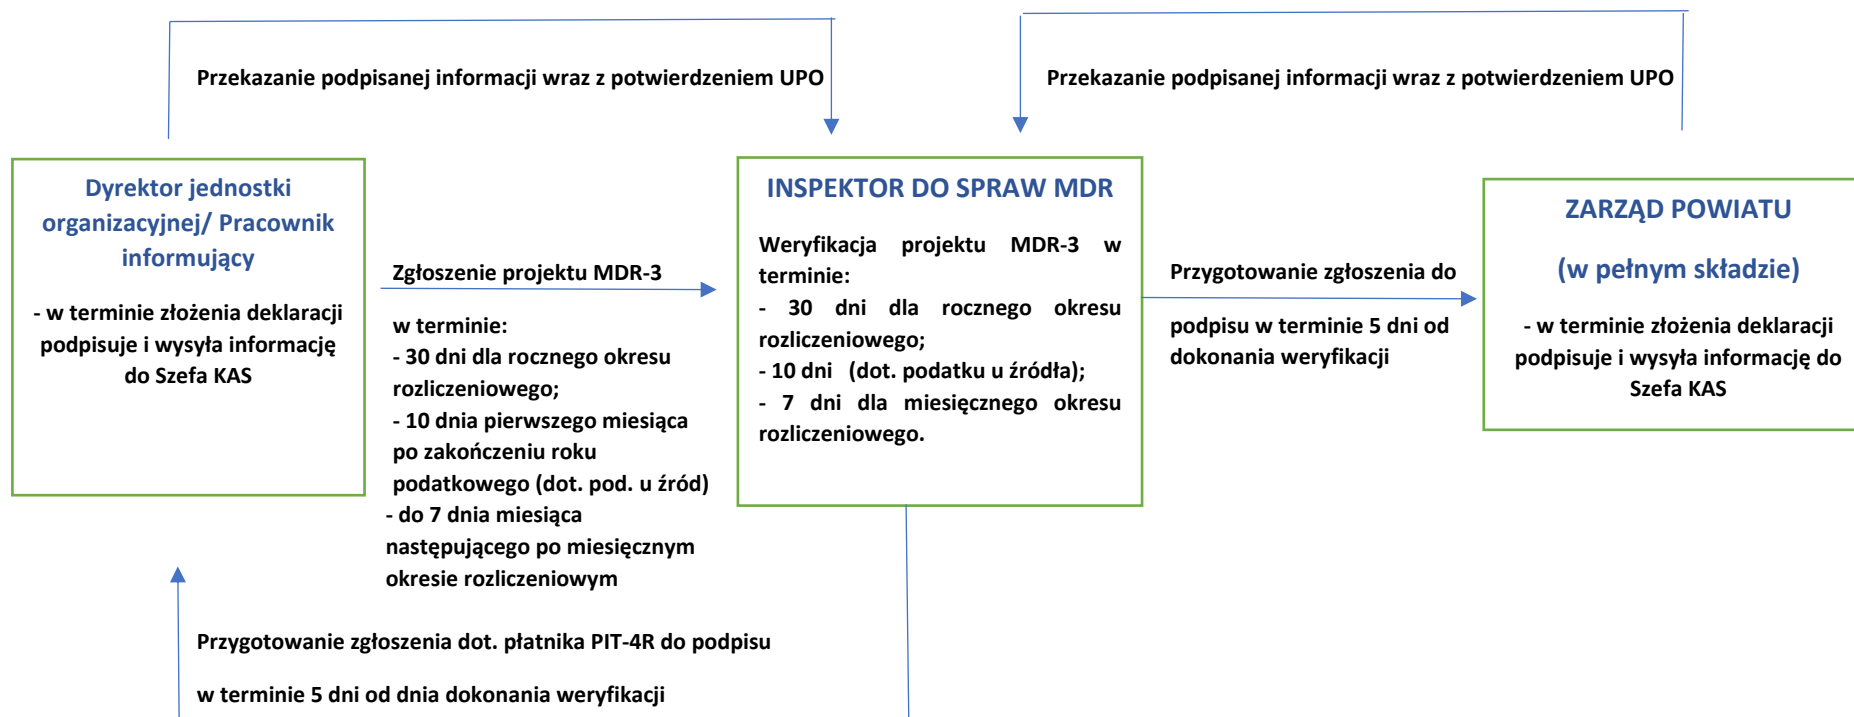 Przekazanie podpisanej informacji wraz z potwierdzeniem UPO
Przekazanie podpisanej informacji wraz z potwierdzeniem UPO
Dyrektor jednostki
organizacyjnej/ Pracownik
informujący
- w terminie złożenia deklaracji
podpisuje i wysyła informację
do Szefa KAS
Zgłoszenie projektu MDR-3
w terminie:
- 30 dni dla rocznego okresu
rozliczeniowego;
- 10 dnia pierwszego miesiąca
po zakończeniu roku
podatkowego (dot. pod. u źród)
- do 7 dnia miesiąca
następującego po miesięcznym
okresie rozliczeniowym
INSPEKTOR DO SPRAW MDR
Weryfikacja projektu MDR-3 w
terminie:
- 30 dni dla rocznego okresu
rozliczeniowego;
- 10 dni (dot. podatku u źródła);
- 7 dni dla miesięcznego okresu
rozliczeniowego.
Przygotowanie zgłoszenia do
podpisu w terminie 5 dni od
dokonania weryfikacji
ZARZĄD POWIATU
(w pełnym składzie)
- w terminie złożenia deklaracji
podpisuje i wysyła informację do
Szefa KAS
Przygotowanie zgłoszenia dot. płatnika PIT-4R do podpisu
w terminie 5 dni od dnia dokonania weryfikacji